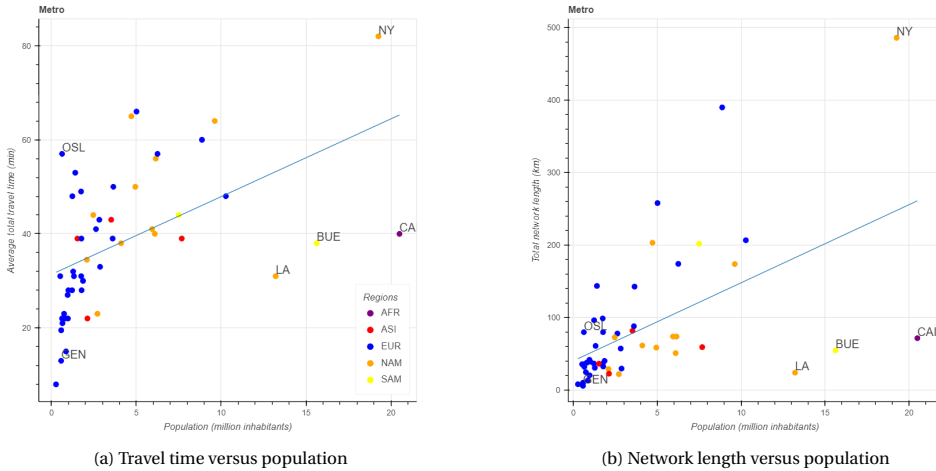 Metro
80
60
40
20
0
5
10
15
20
Average total travel time (min)
Population (million inhabitants)
NY
OSL
CA
BUE
LA
GEN
Regions
AFR
ASI
EUR
NAM
SAM
(a) Travel time versus population
Metro
500
400
300
200
100
0
0
5
10
15
20
Total network length (km)
Population (million inhabitants)
NY
OSL
CAI
BUE
LA
GEN
(b) Network length versus population